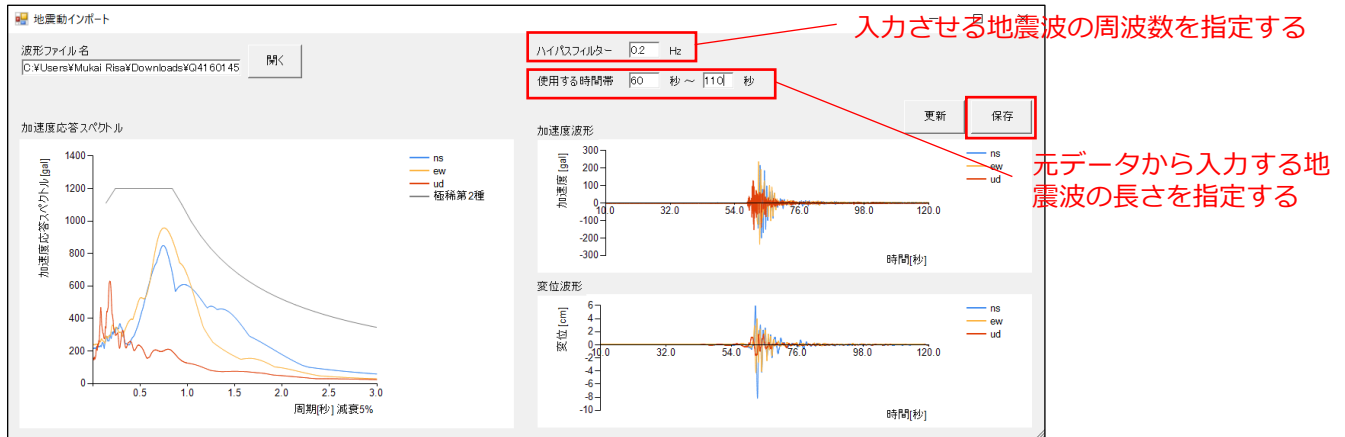 地震動インポート
入力させる地震波の周波数を指定する
波形ファイル名
C:¥Users¥Mukai Risa¥Downloads¥Q4160145
開く
ハイパスフィルター 0.2 Hz
使用する時間帯 60 秒～ 110 秒
更新
保存
加速度応答スペクトル
加速度応答スペクトル[gal]
1400
1200
1000
800
600
400
200
0
0.5 1.0 1.5 2.0 2.5 3.0
周期[秒] 減衰5%
ns
ew
ud
極稀第2種
加速度波形
加速度 [gal]
300
200
100
0
-100
-200
-300
10.0 32.0 54.0 76.0 98.0 120.0
時間[秒]
ns
ew
ud
元データから入力する地
震波の長さを指定する
変位波形
変位 [cm]
6
4
2
0
-2
-4
-6
-8
-10
10.0 32.0 54.0 76.0 98.0 120.0
時間[秒]
ns
ew
ud